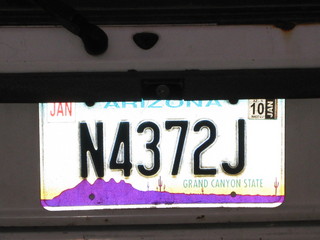 JAN
ARIZONA
10
JAN
N4372J
GRAND CANYON STATE